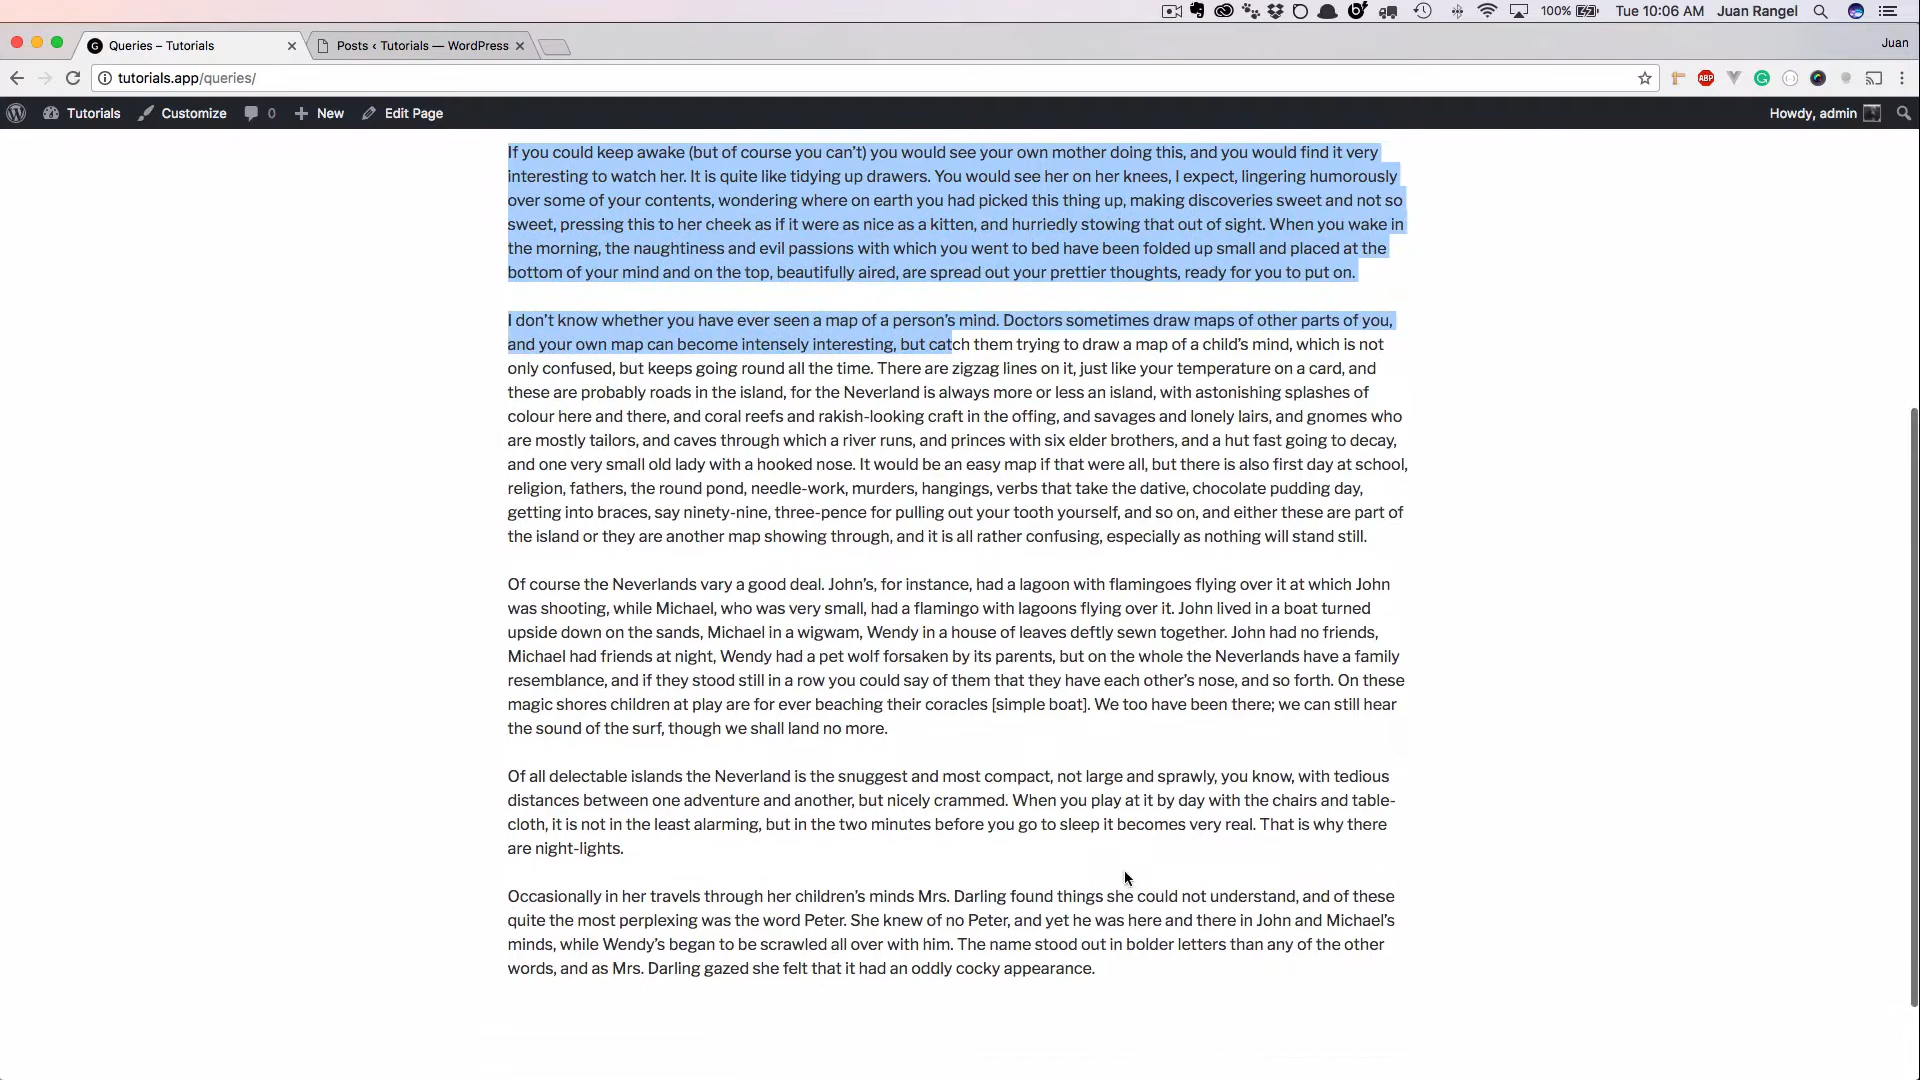 100% Tue 10:06 AM Juan Rangel
Queries – Tutorials
Posts ‹ Tutorials — WordPress
Juan
tutorials.app/queries/
ABP
Tutorials Customize 0 New Edit Page Howdy, admin
If you could keep awake (but of course you can’t) you would see your own mother doing this, and you would find it very
interesting to watch her. It is quite like tidying up drawers. You would see her on her knees, I expect, lingering humorously
over some of your contents, wondering where on earth you had picked this thing up, making discoveries sweet and not so
sweet, pressing this to her cheek as if it were as nice as a kitten, and hurriedly stowing that out of sight. When you wake in
the morning, the naughtiness and evil passions with which you went to bed have been folded up small and placed at the
bottom of your mind and on the top, beautifully aired, are spread out your prettier thoughts, ready for you to put on.
I don’t know whether you have ever seen a map of a person’s mind. Doctors sometimes draw maps of other parts of you,
and your own map can become intensely interesting, but catch them trying to draw a map of a child’s mind, which is not
only confused, but keeps going round all the time. There are zigzag lines on it, just like your temperature on a card, and
these are probably roads in the island, for the Neverland is always more or less an island, with astonishing splashes of
colour here and there, and coral reefs and rakish-looking craft in the offing, and savages and lonely lairs, and gnomes who
are mostly tailors, and caves through which a river runs, and princes with six elder brothers, and a hut fast going to decay,
and one very small old lady with a hooked nose. It would be an easy map if that were all, but there is also first day at school,
religion, fathers, the round pond, needle-work, murders, hangings, verbs that take the dative, chocolate pudding day,
getting into braces, say ninety-nine, three-pence for pulling out your tooth yourself, and so on, and either these are part of
the island or they are another map showing through, and it is all rather confusing, especially as nothing will stand still.
Of course the Neverlands vary a good deal. John’s, for instance, had a lagoon with flamingoes flying over it at which John
was shooting, while Michael, who was very small, had a flamingo with lagoons flying over it. John lived in a boat turned
upside down on the sands, Michael in a wigwam, Wendy in a house of leaves deftly sewn together. John had no friends,
Michael had friends at night, Wendy had a pet wolf forsaken by its parents, but on the whole the Neverlands have a family
resemblance, and if they stood still in a row you could say of them that they have each other’s nose, and so forth. On these
magic shores children at play are for ever beaching their coracles [simple boat]. We too have been there; we can still hear
the sound of the surf, though we shall land no more.
Of all delectable islands the Neverland is the snuggest and most compact, not large and sprawly, you know, with tedious
distances between one adventure and another, but nicely crammed. When you play at it by day with the chairs and table-
cloth, it is not in the least alarming, but in the two minutes before you go to sleep it becomes very real. That is why there
are night-lights.
Occasionally in her travels through her children’s minds Mrs. Darling found things she could not understand, and of these
quite the most perplexing was the word Peter. She knew of no Peter, and yet he was here and there in John and Michael’s
minds, while Wendy’s began to be scrawled all over with him. The name stood out in bolder letters than any of the other
words, and as Mrs. Darling gazed she felt that it had an oddly cocky appearance.